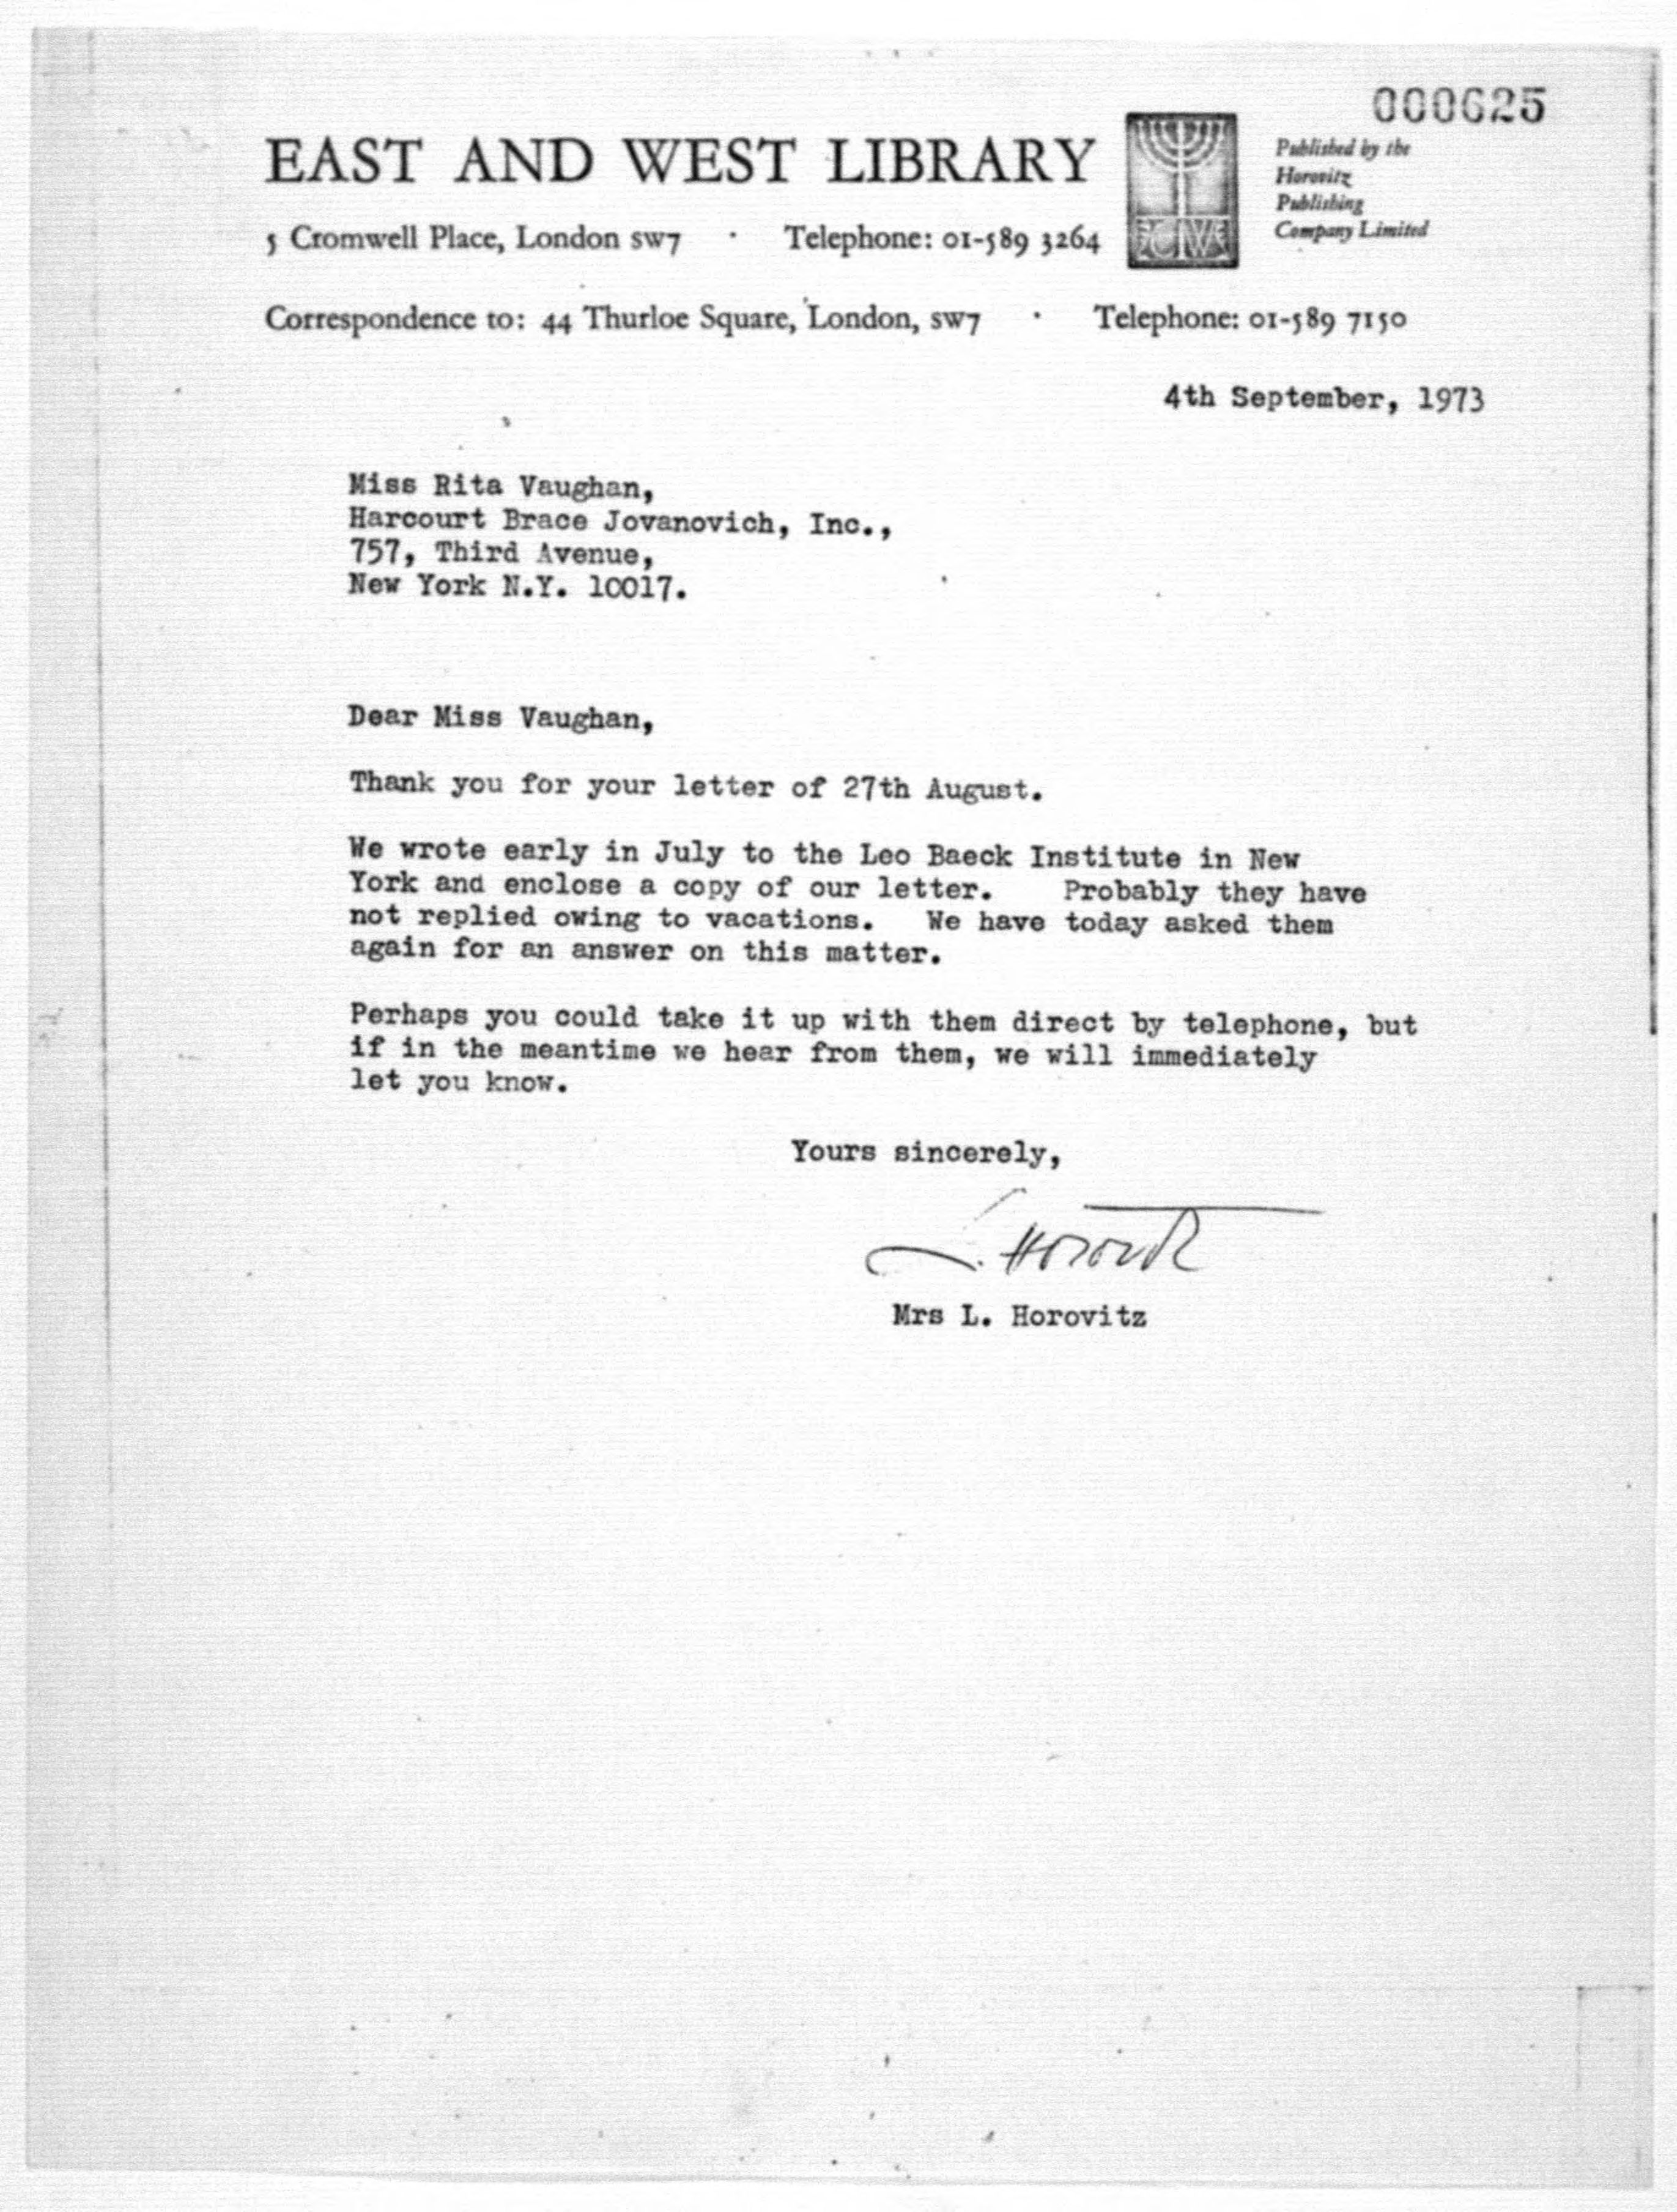 000625
EAST AND WEST LIBRARY
Published by the
Horovitz
Publishing
Company Limited
5 Cromwell Place, London SW7 · Telephone: 01-589 3264
Correspondence to: 44 Thurloe Square, London, SW7 · Telephone: 01-589 7150
4th September, 1973
Miss Rita Vaughan,
Harcourt Brace Jovanovich, Inc.,
757, Third Avenue,
New York N.Y. 10017.
Dear Miss Vaughan,
Thank you for your letter of 27th August.
We wrote early in July to the Leo Baeck Institute in New
York and enclose a copy of our letter. Probably they have
not replied owing to vacations. We have today asked them
again for an answer on this matter.
Perhaps you could take it up with them direct by telephone, but
if in the meantime we hear from them, we will immediately
let you know.
Yours sincerely,
L. Horovitz
Mrs L. Horovitz